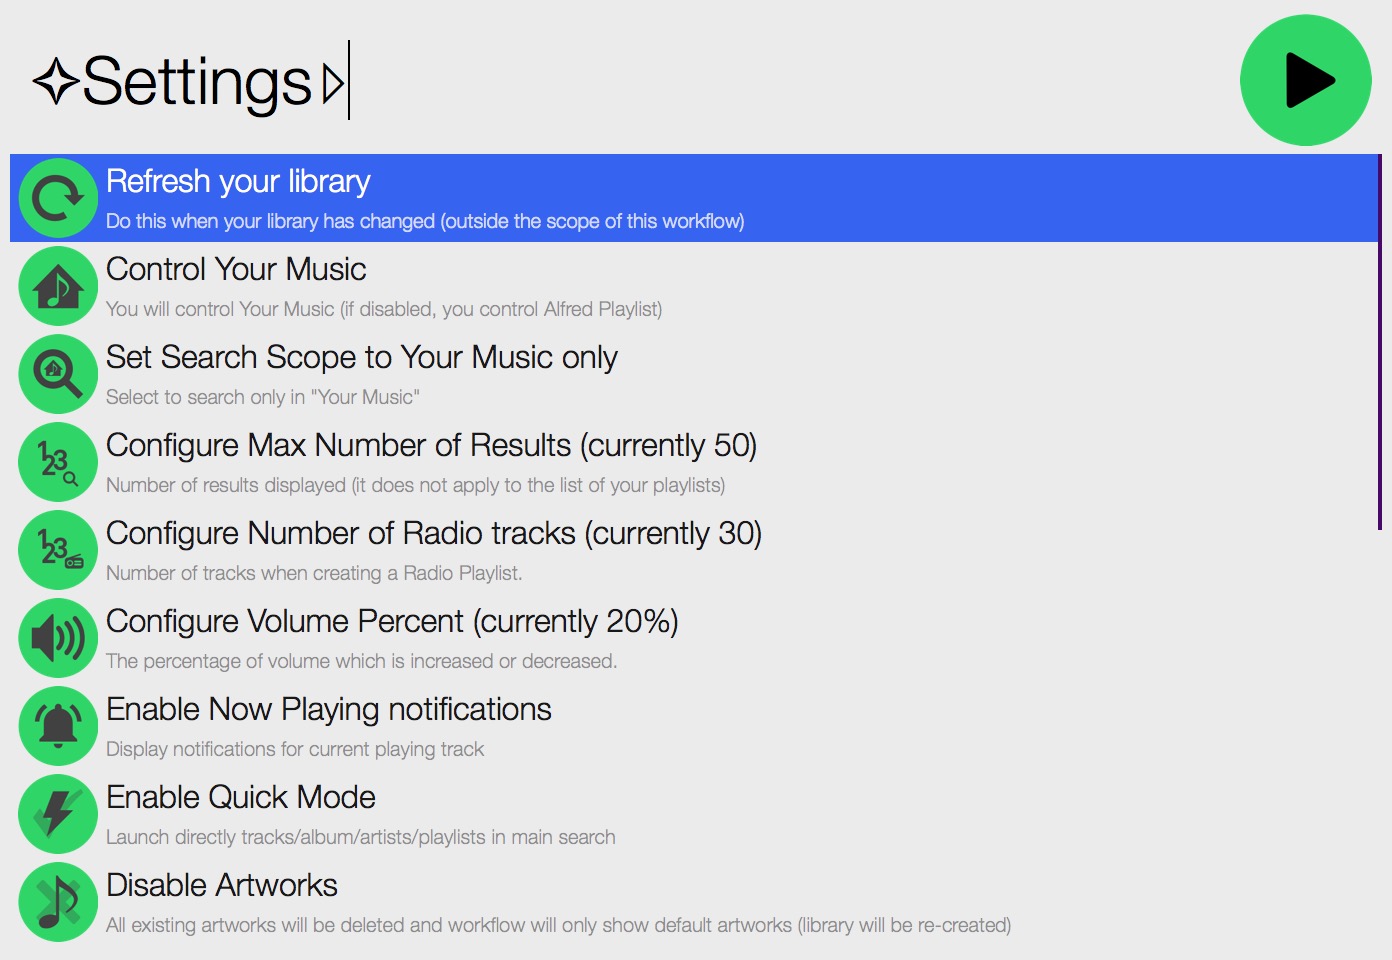 ✧Settings▹
Refresh your library
Do this when your library has changed (outside the scope of this workflow)
Control Your Music
You will control Your Music (if disabled, you control Alfred Playlist)
Set Search Scope to Your Music only
Select to search only in "Your Music"
Configure Max Number of Results (currently 50)
Number of results displayed (it does not apply to the list of your playlists)
Configure Number of Radio tracks (currently 30)
Number of tracks when creating a Radio Playlist.
Configure Volume Percent (currently 20%)
The percentage of volume which is increased or decreased.
Enable Now Playing notifications
Display notifications for current playing track
Enable Quick Mode
Launch directly tracks/album/artists/playlists in main search
Disable Artworks
All existing artworks will be deleted and workflow will only show default artworks (library will be re-created)